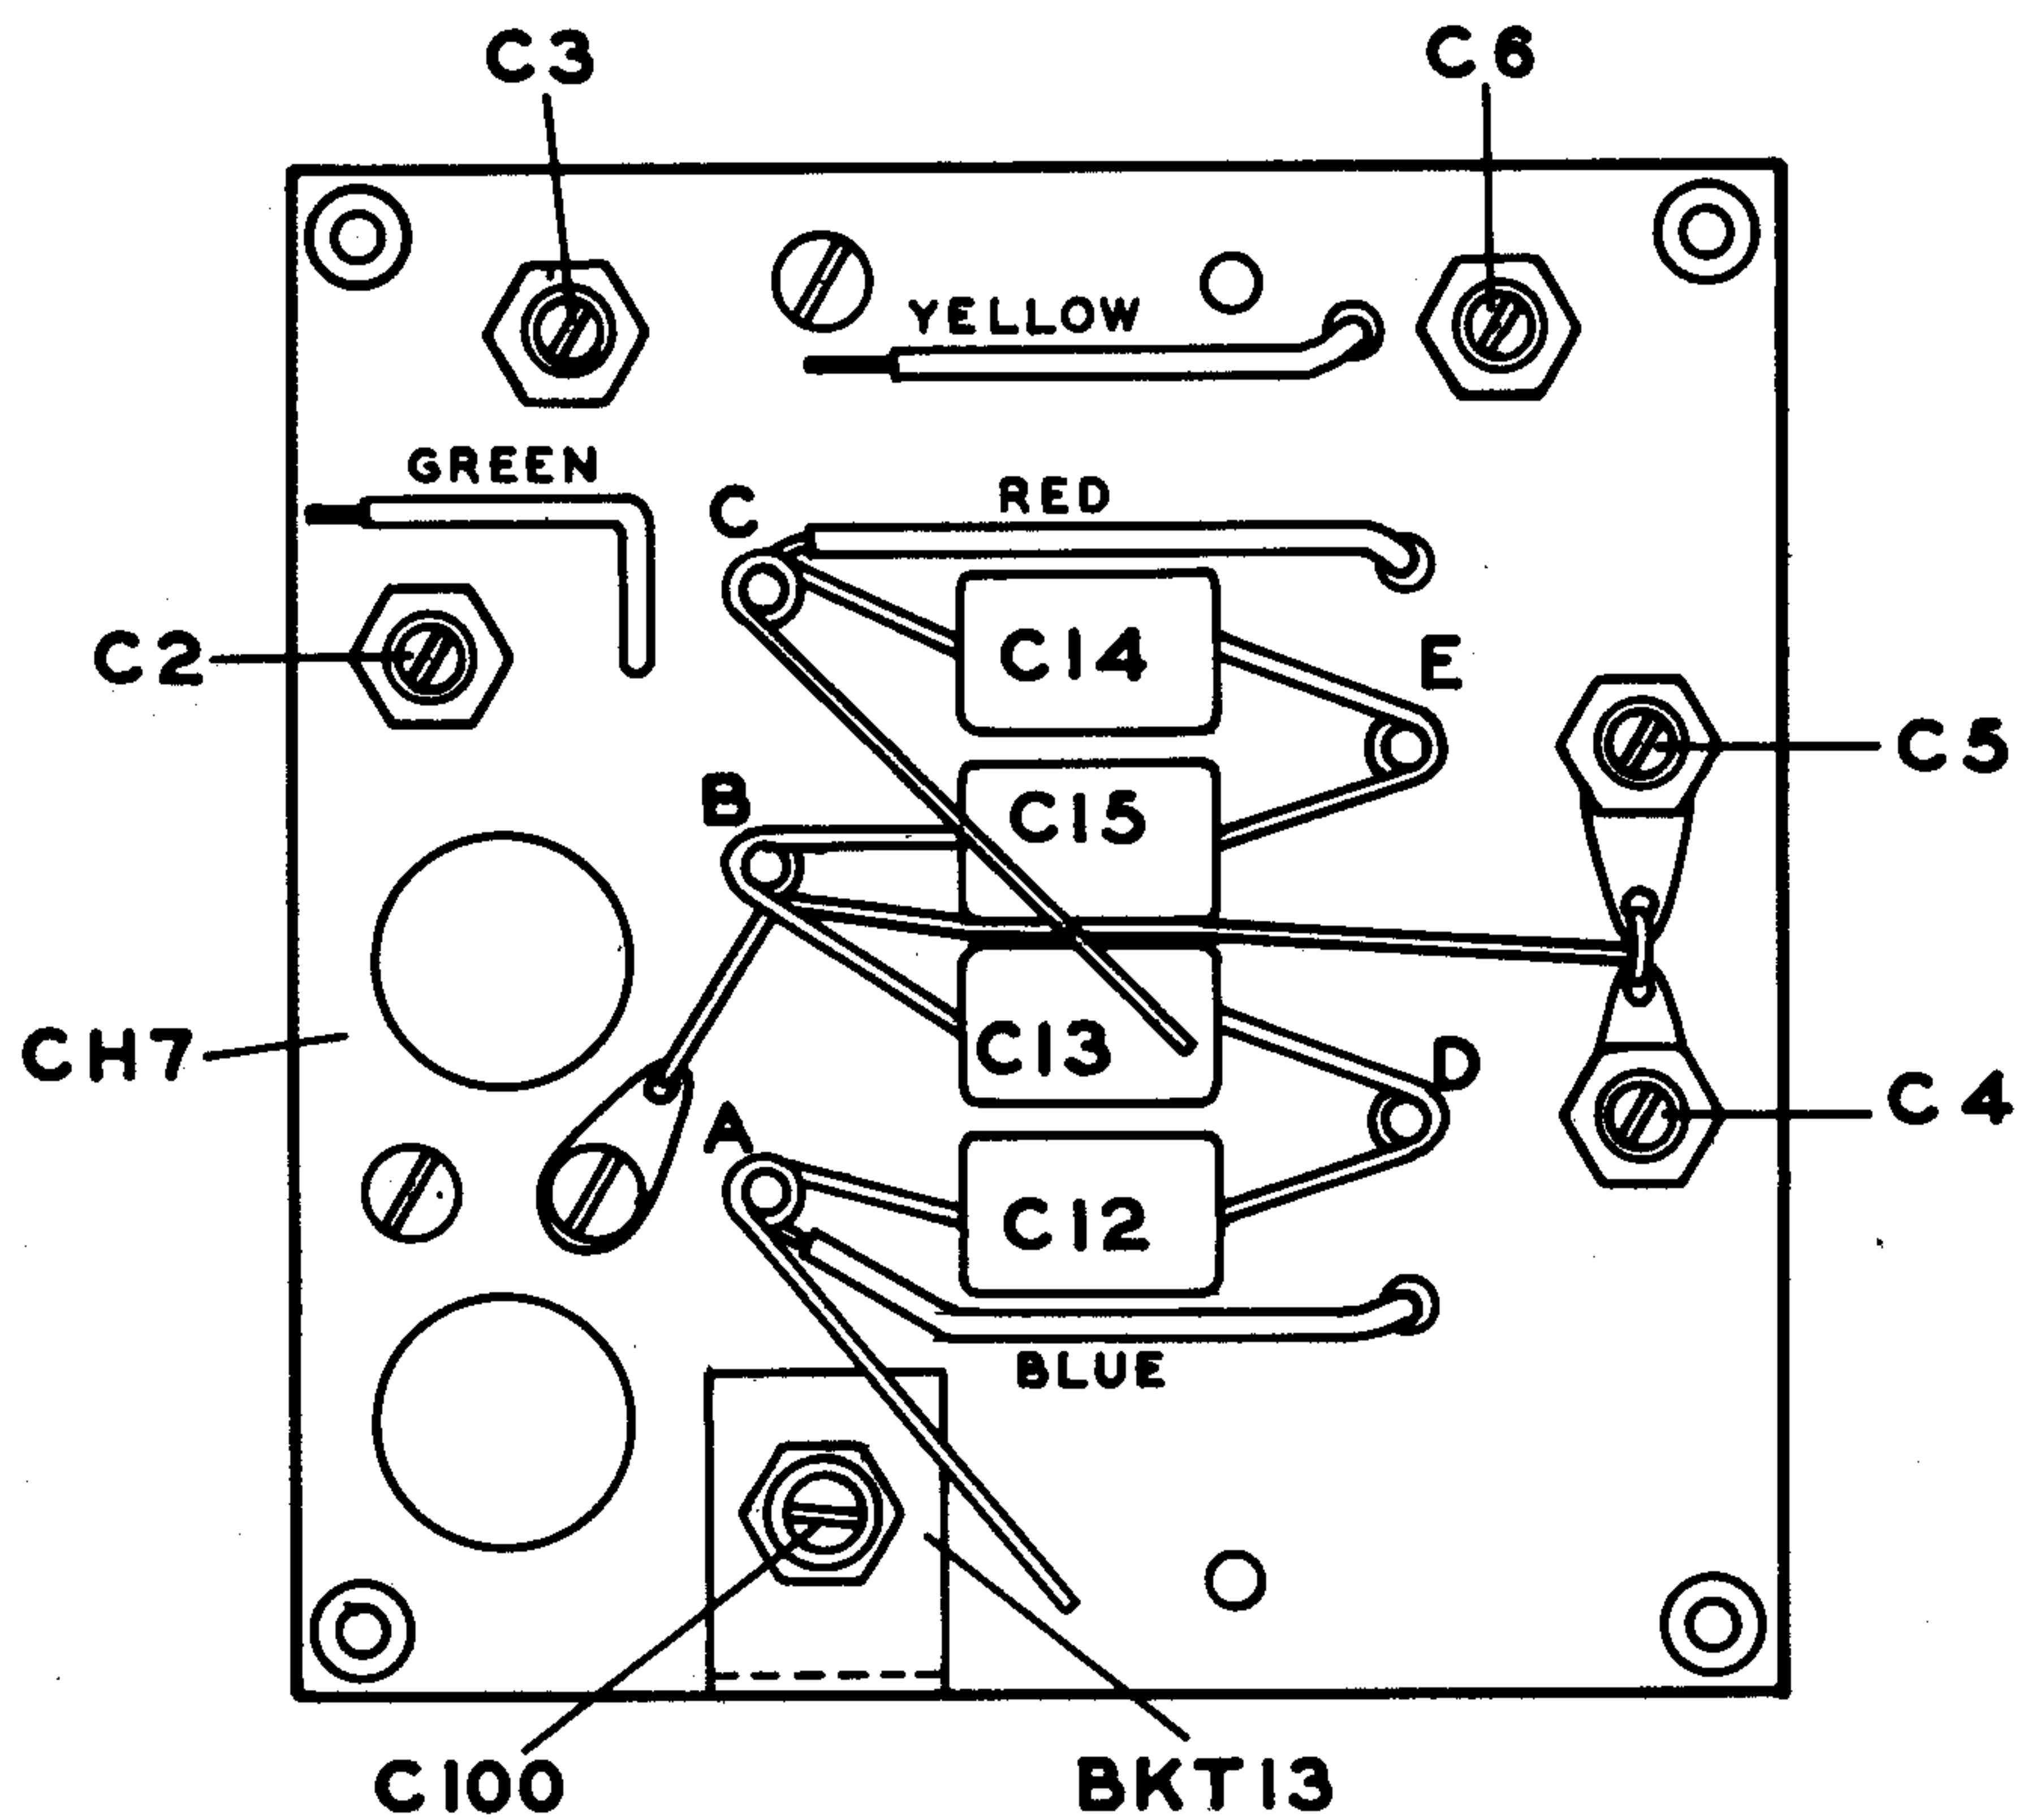 C3
C6
YELLOW
GREEN
RED
C
C14
E
C2
C5
B
C15
CH7
C13
D
C4
A
C12
BLUE
C100
BKT13